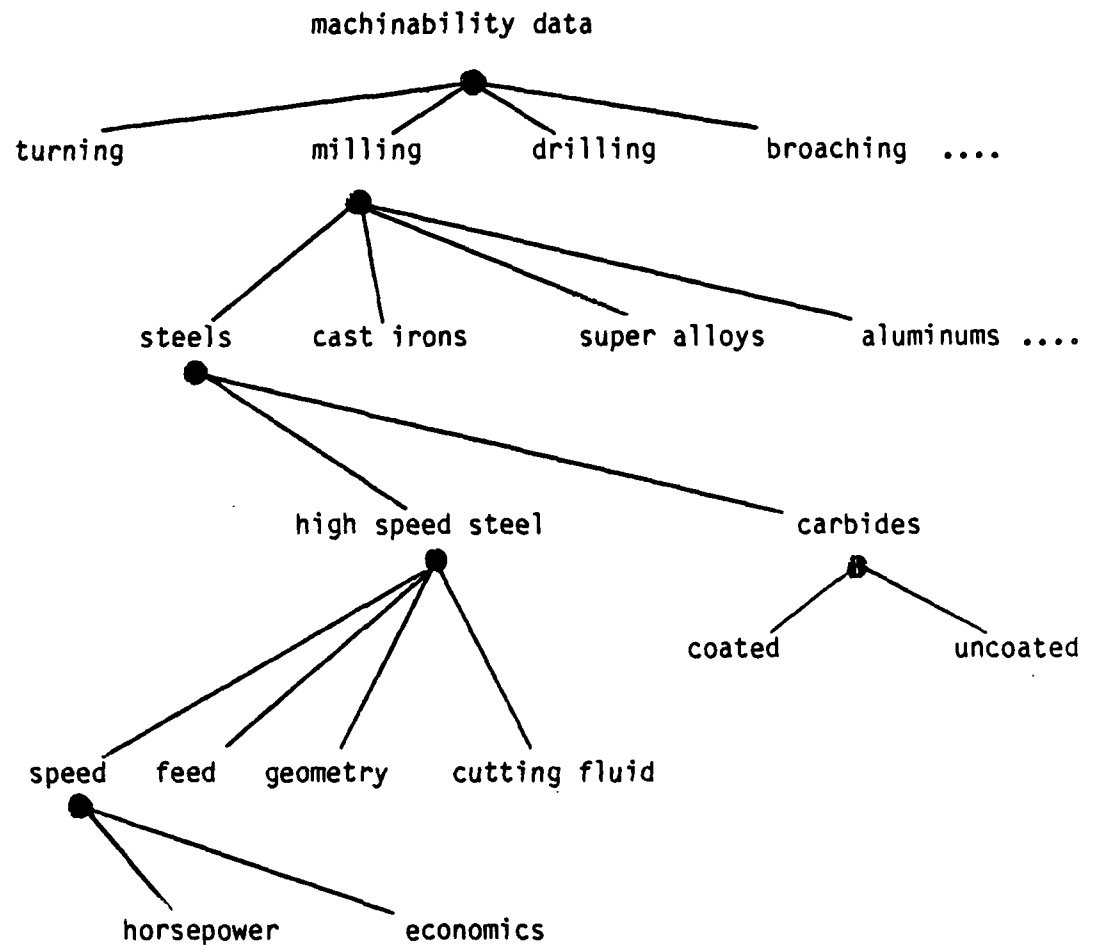 machinability data
turning milling drilling broaching ....
steels cast irons super alloys aluminums ....
high speed steel carbides
coated uncoated
speed feed geometry cutting fluid
horsepower economics